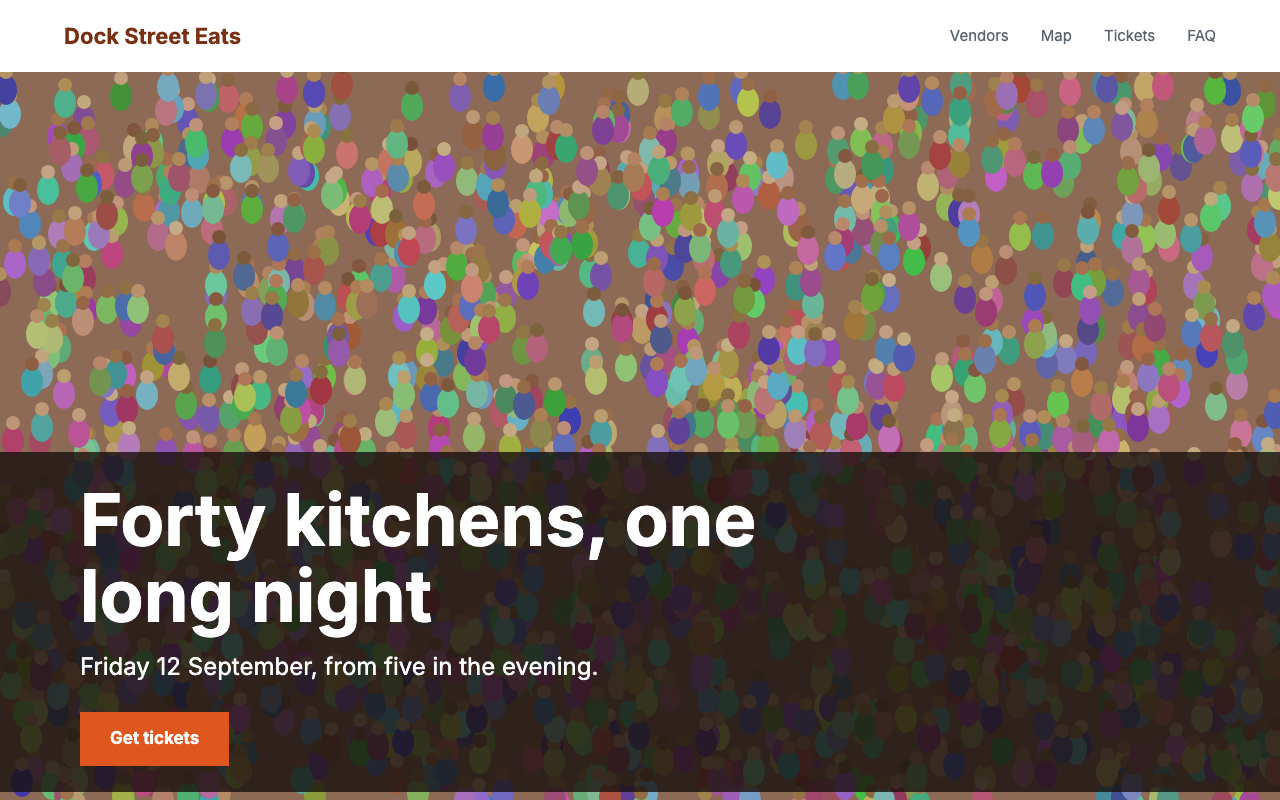 Dock Street Eats
Vendors Map Tickets FAQ
Forty kitchens, one
long night
Friday 12 September, from five in the evening.
Get tickets